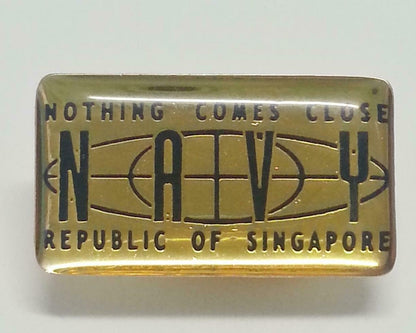 NOTHING COMES CLOSE
NAVY
REPUBLIC OF SINGAPORE